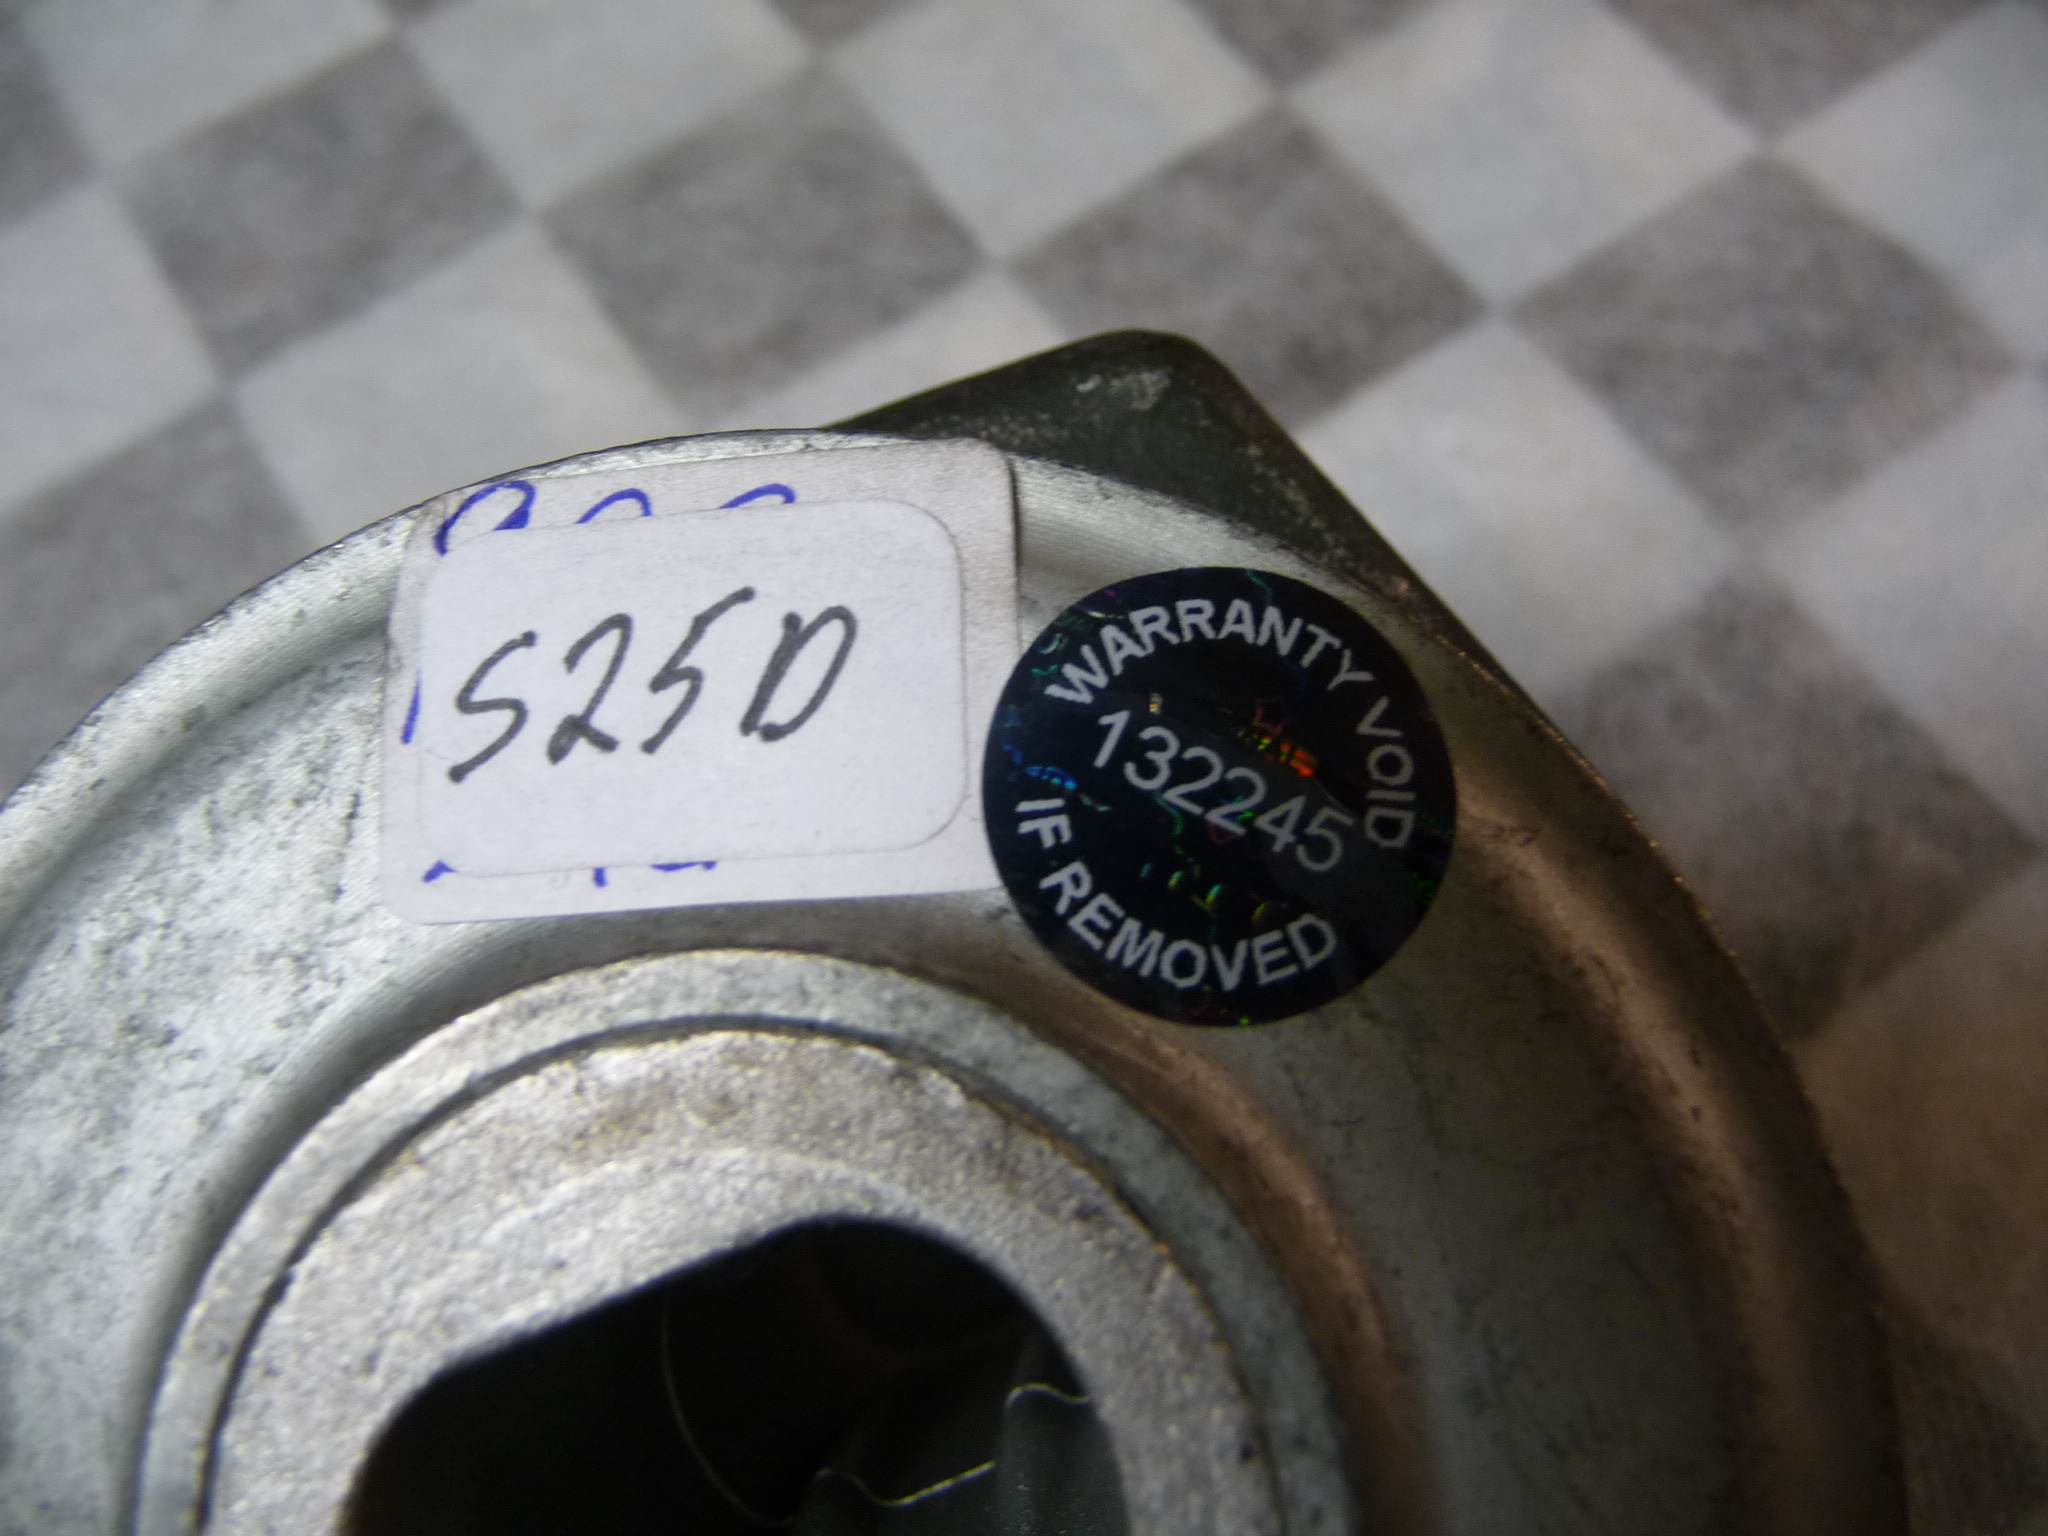 S25D
WARRANTY VOID
132245
IF REMOVED